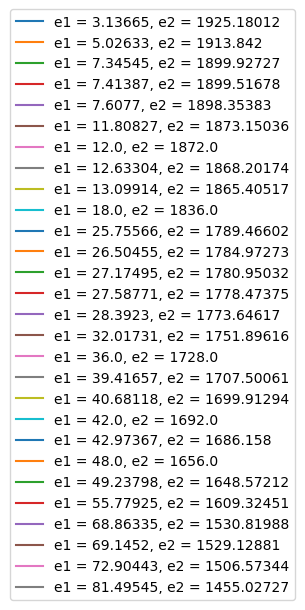 e1 = 3.13665, e2 = 1925.18012
e1 = 5.02633, e2 = 1913.842
e1 = 7.34545, e2 = 1899.92727
e1 = 7.41387, e2 = 1899.51678
e1 = 7.6077, e2 = 1898.35383
e1 = 11.80827, e2 = 1873.15036
e1 = 12.0, e2 = 1872.0
e1 = 12.63304, e2 = 1868.20174
e1 = 13.09914, e2 = 1865.40517
e1 = 18.0, e2 = 1836.0
e1 = 25.75566, e2 = 1789.46602
e1 = 26.50455, e2 = 1784.97273
e1 = 27.17495, e2 = 1780.95032
e1 = 27.58771, e2 = 1778.47375
e1 = 28.3923, e2 = 1773.64617
e1 = 32.01731, e2 = 1751.89616
e1 = 36.0, e2 = 1728.0
e1 = 39.41657, e2 = 1707.50061
e1 = 40.68118, e2 = 1699.91294
e1 = 42.0, e2 = 1692.0
e1 = 42.97367, e2 = 1686.158
e1 = 48.0, e2 = 1656.0
e1 = 49.23798, e2 = 1648.57212
e1 = 55.77925, e2 = 1609.32451
e1 = 68.86335, e2 = 1530.81988
e1 = 69.1452, e2 = 1529.12881
e1 = 72.90443, e2 = 1506.57344
e1 = 81.49545, e2 = 1455.02727